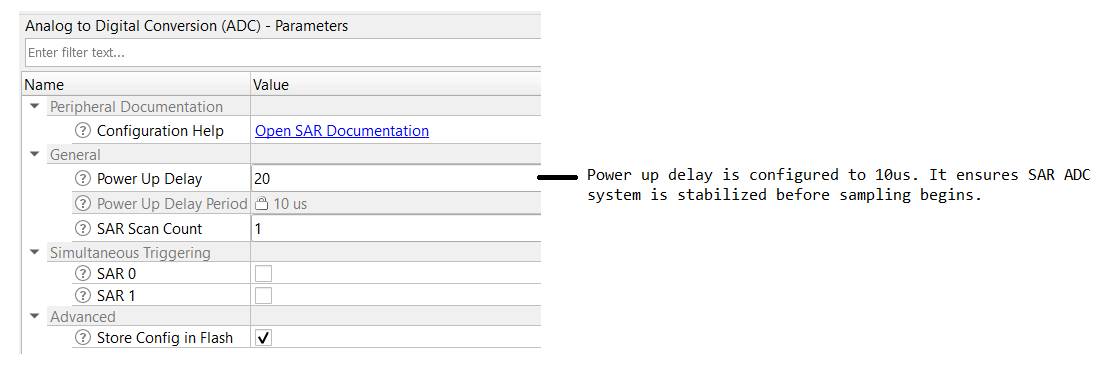 Analog to Digital Conversion (ADC) - Parameters
Enter filter text...
Name Value
Peripheral Documentation
Configuration Help Open SAR Documentation
General
Power Up Delay 20
Power Up Delay Period 10 us
SAR Scan Count 1
Simultaneous Triggering
SAR 0
SAR 1
Advanced
Store Config in Flash
Power up delay is configured to 10us. It ensures SAR ADC
system is stabilized before sampling begins.